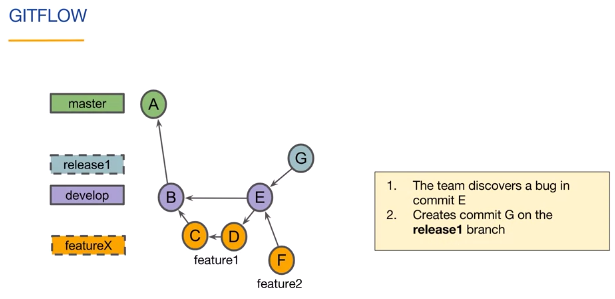 GITFLOW
master
A
release1
G
develop
B
E
featureX
C
D
feature1
F
feature2
1. The team discovers a bug in
commit E
2. Creates commit G on the
release1 branch